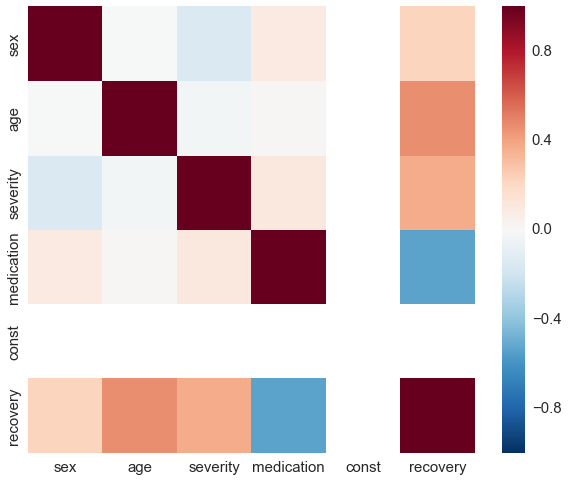 sex
age
severity
medication
const
recovery
sex age severity medication const recovery
0.8
0.4
0.0
−0.4
−0.8